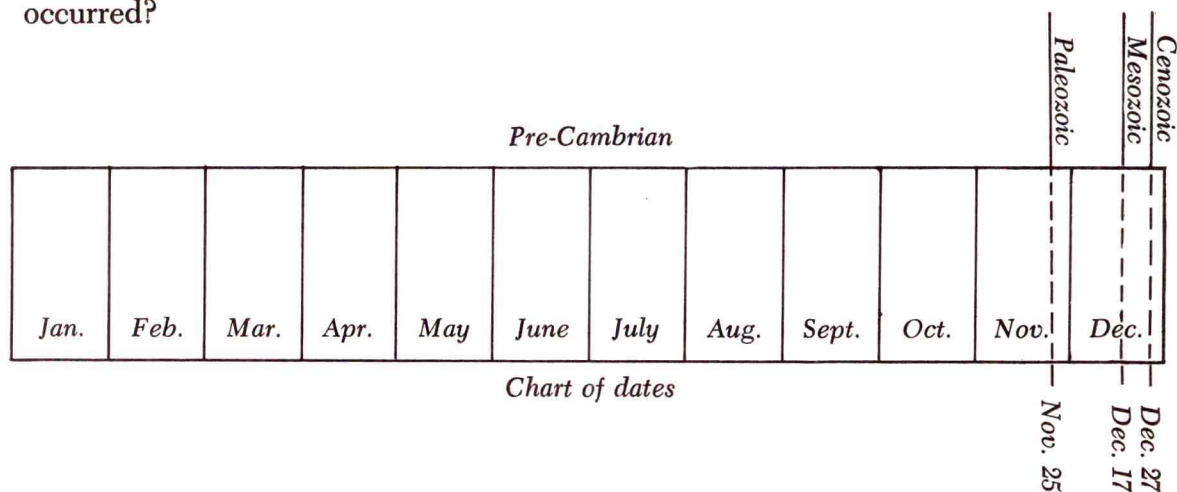 occurred?
Paleozoic
Mesozoic
Cenozoic
Pre-Cambrian
Jan. Feb. Mar. Apr. May June July Aug. Sept. Oct. Nov. Dec.
Chart of dates
Nov. 25
Dec. 17
Dec. 27